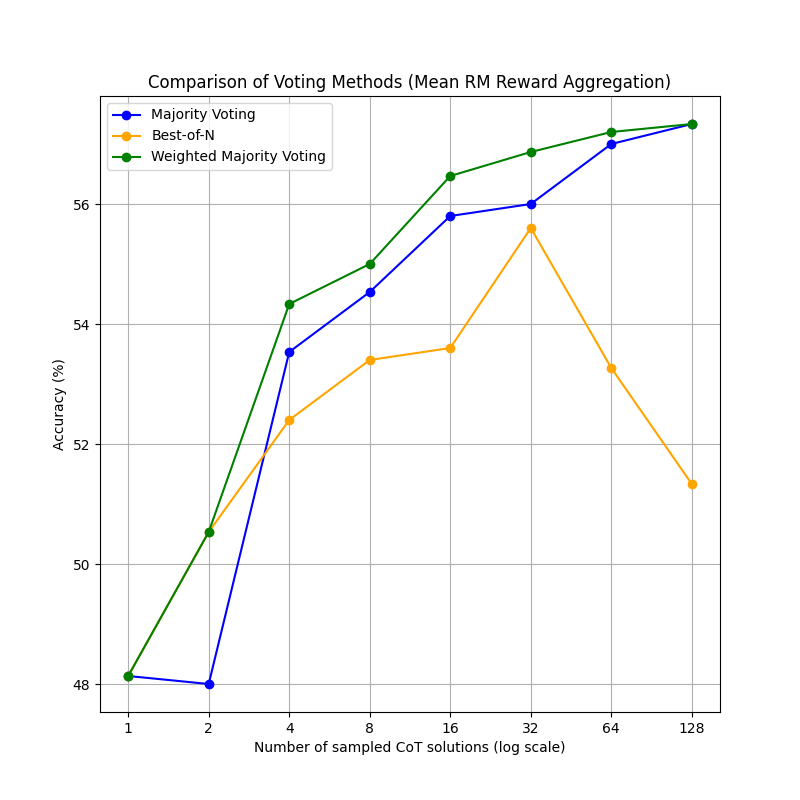 Comparison of Voting Methods (Mean RM Reward Aggregation)
Majority Voting
Best-of-N
Weighted Majority Voting
56
54
52
50
48
Accuracy (%)
1 2 4 8 16 32 64 128
Number of sampled CoT solutions (log scale)